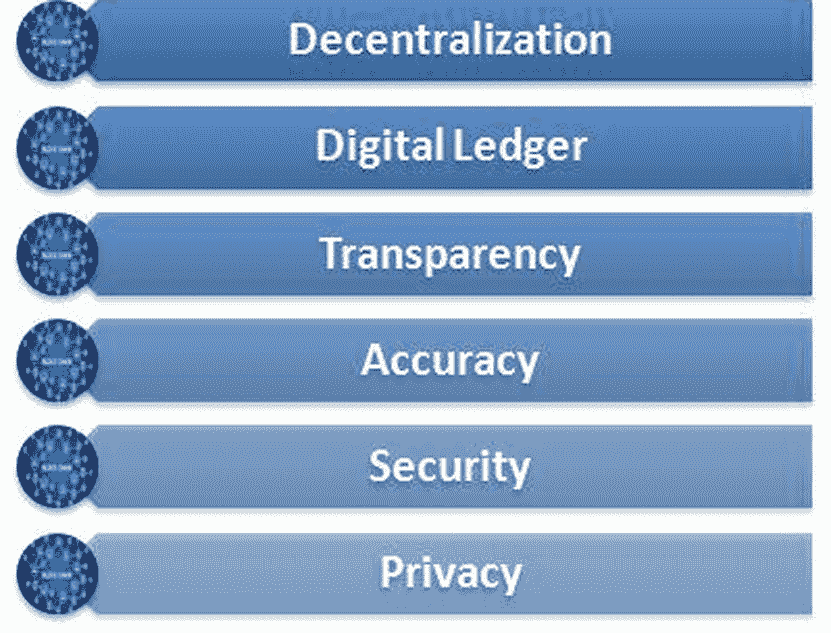 Decentralization
Digital Ledger
Transparency
Accuracy
Security
Privacy